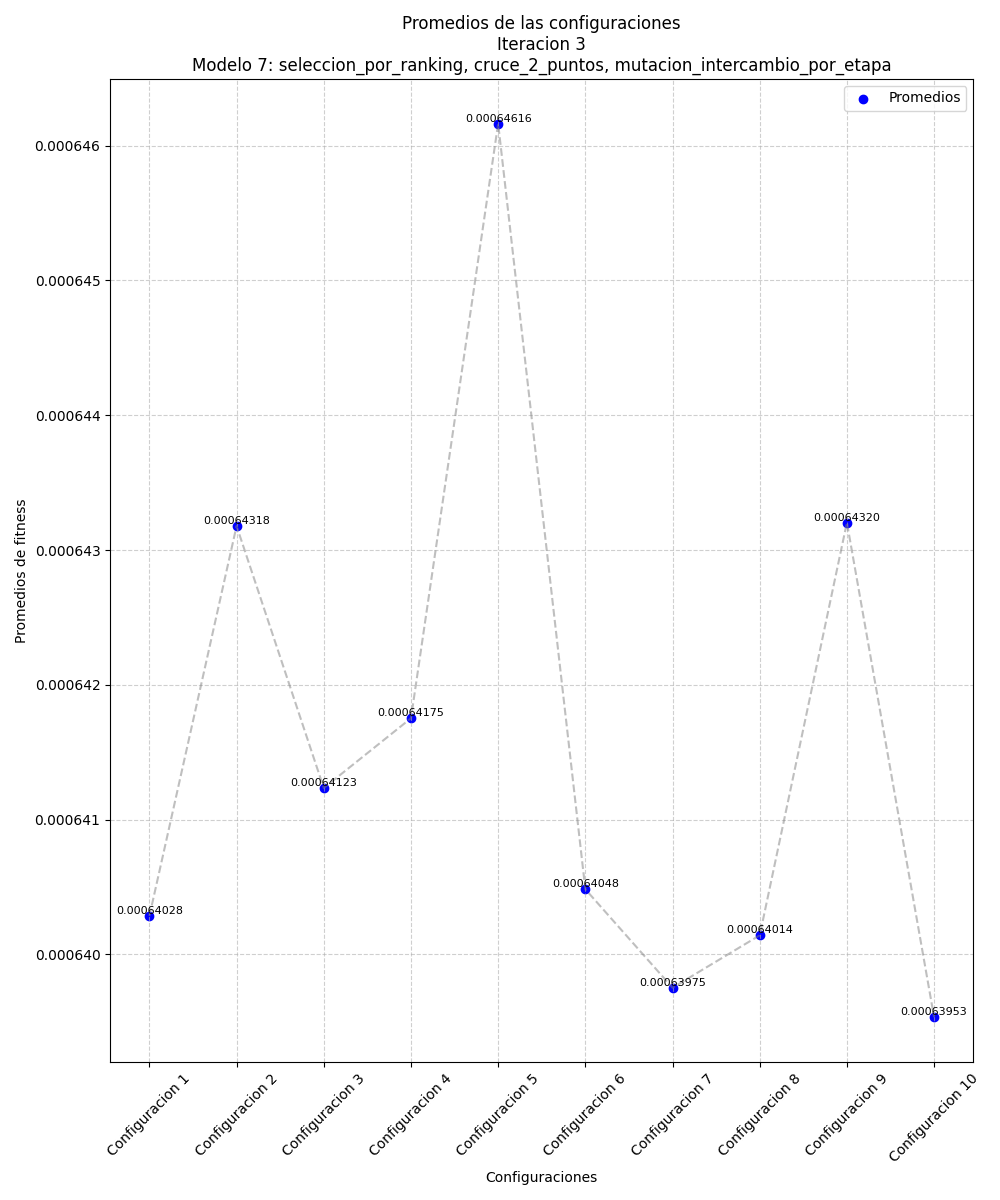 Promedios de las configuraciones
Iteracion 3
Modelo 7: seleccion_por_ranking, cruce_2_puntos, mutacion_intercambio_por_etapa
Promedios
0.00064616
0.000646
0.000645
0.000644
0.00064318
0.00064320
0.000643
Promedios de fitness
0.000642
0.00064175
0.00064123
0.000641
0.00064028
0.00064048
0.00064014
0.000640
0.00063975
0.00063953
Configuracion 1
Configuracion 2
Configuracion 3
Configuracion 4
Configuracion 5
Configuracion 6
Configuracion 7
Configuracion 8
Configuracion 9
Configuracion 10
Configuraciones